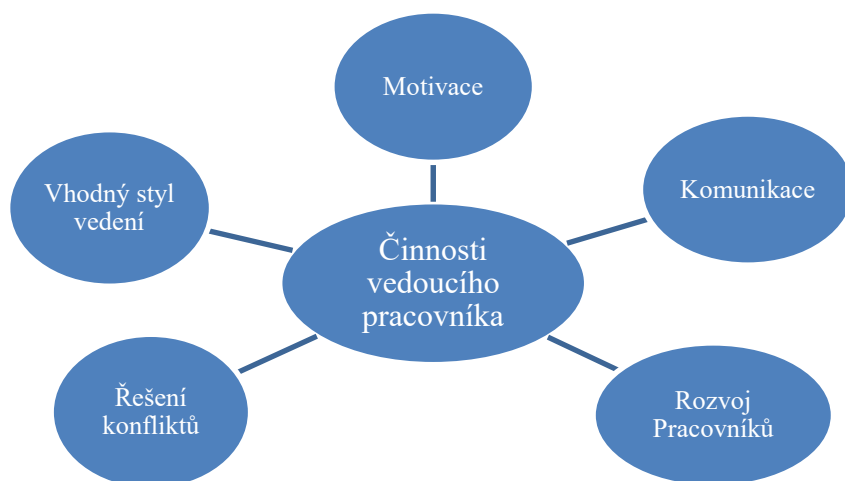 Motivace
Komunikace
Vhodný styl
vedení
Činnosti
vedoucího
pracovníka
Řešení
konfliktů
Rozvoj
Pracovníků